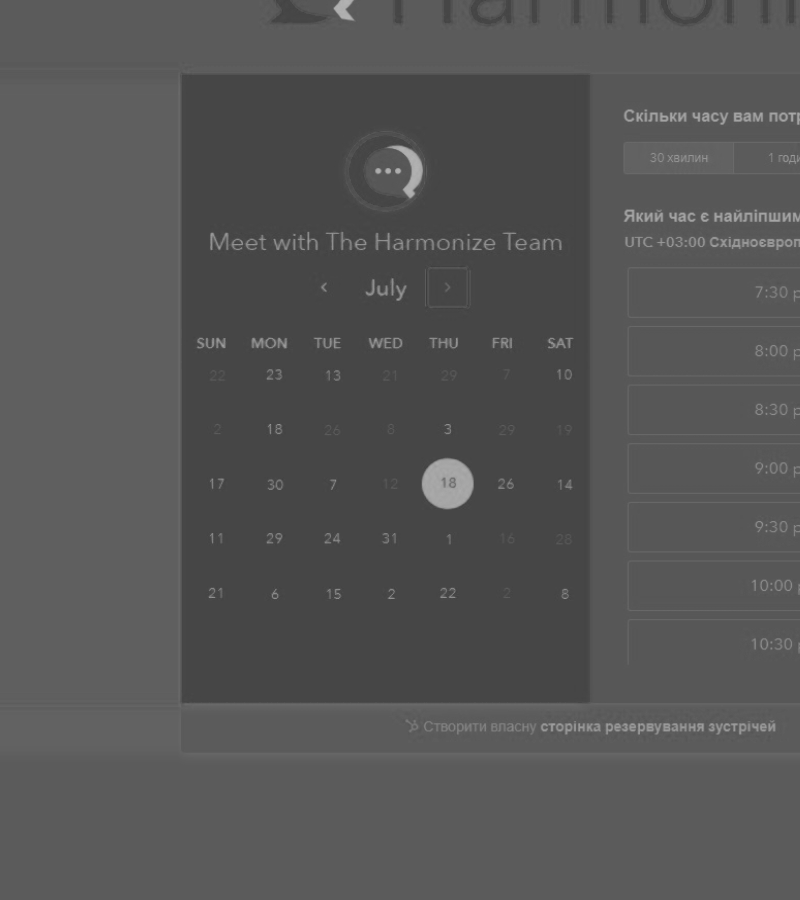 Harmoni
Meet with The Harmonize Team
July
SUN MON TUE WED THU FRI SAT
22 23 13 21 29 7 10
2 18 26 8 3 29 19
17 30 7 12 18 26 14
11 29 24 31 1 16 28
21 6 15 2 22 2 8
Скільки часу вам потр
30 хвилин 1 годи
Який час є найліпшим
UTC +03:00 Східноєвроп
7:30 p
8:00 p
8:30 p
9:00 p
9:30 p
10:00 p
10:30 p
Створити власну сторінка резервування зустрічей